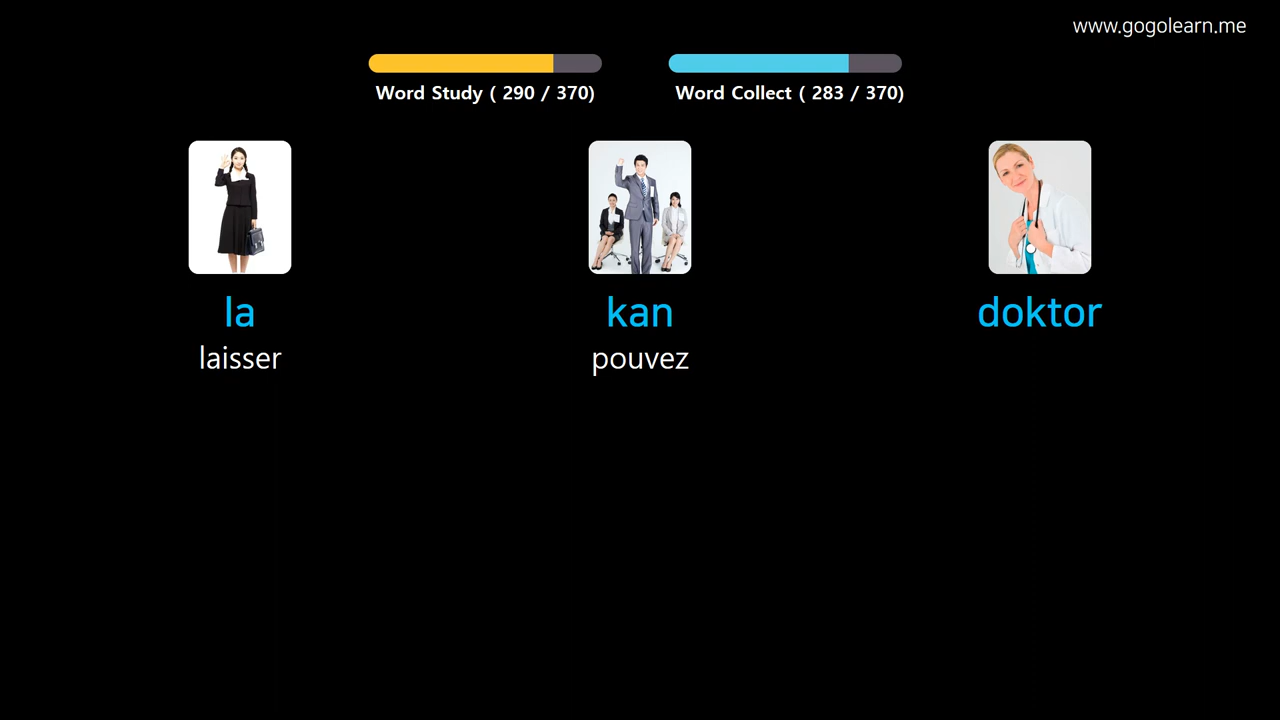 www.gogolearn.me
Word Study ( 290 / 370)
Word Collect ( 283 / 370)
la
kan
doktor
laisser
pouvez